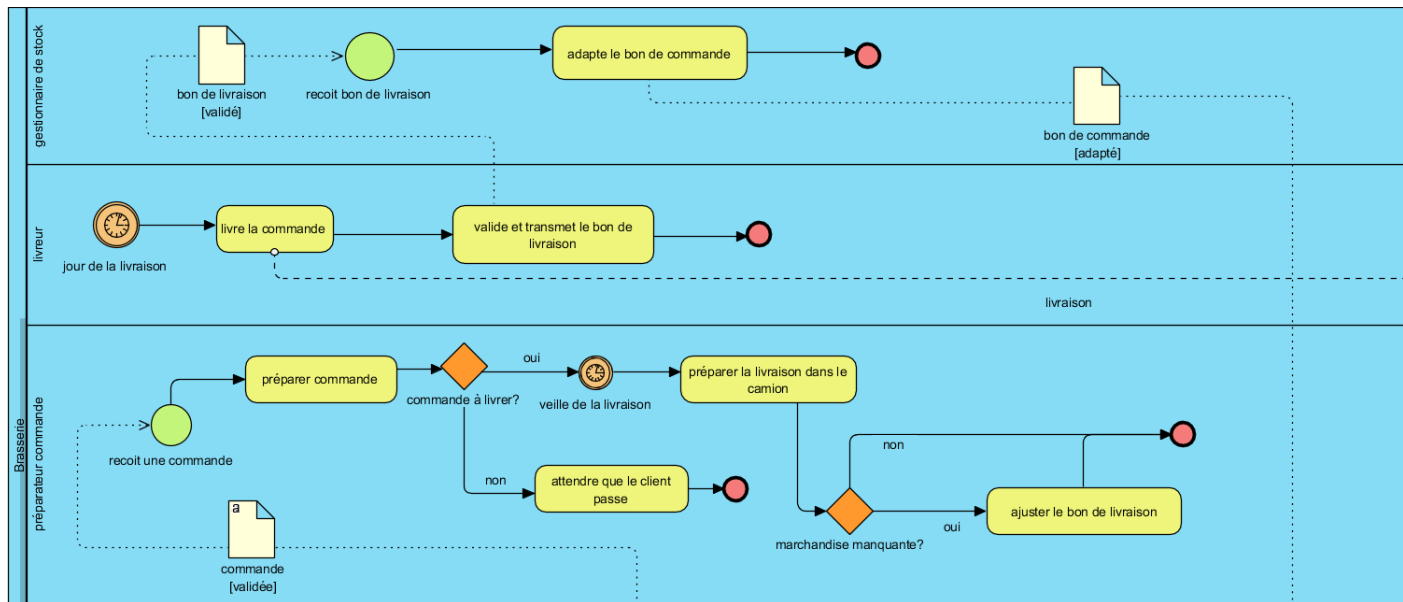 gestionnaire de stock
bon de livraison
[validé]
recoit bon de livraison
adapte le bon de commande
bon de commande
[adapté]
livreur
jour de la livraison
livre la commande
valide et transmet le bon de
livraison
livraison
Brasserie
préparateur commande
recoit une commande
préparer commande
commande à livrer?
oui
veille de la livraison
préparer la livraison dans le
camion
non
attendre que le client
passe
non
marchandise manquante?
oui
ajuster le bon de livraison
a
commande
[validée]